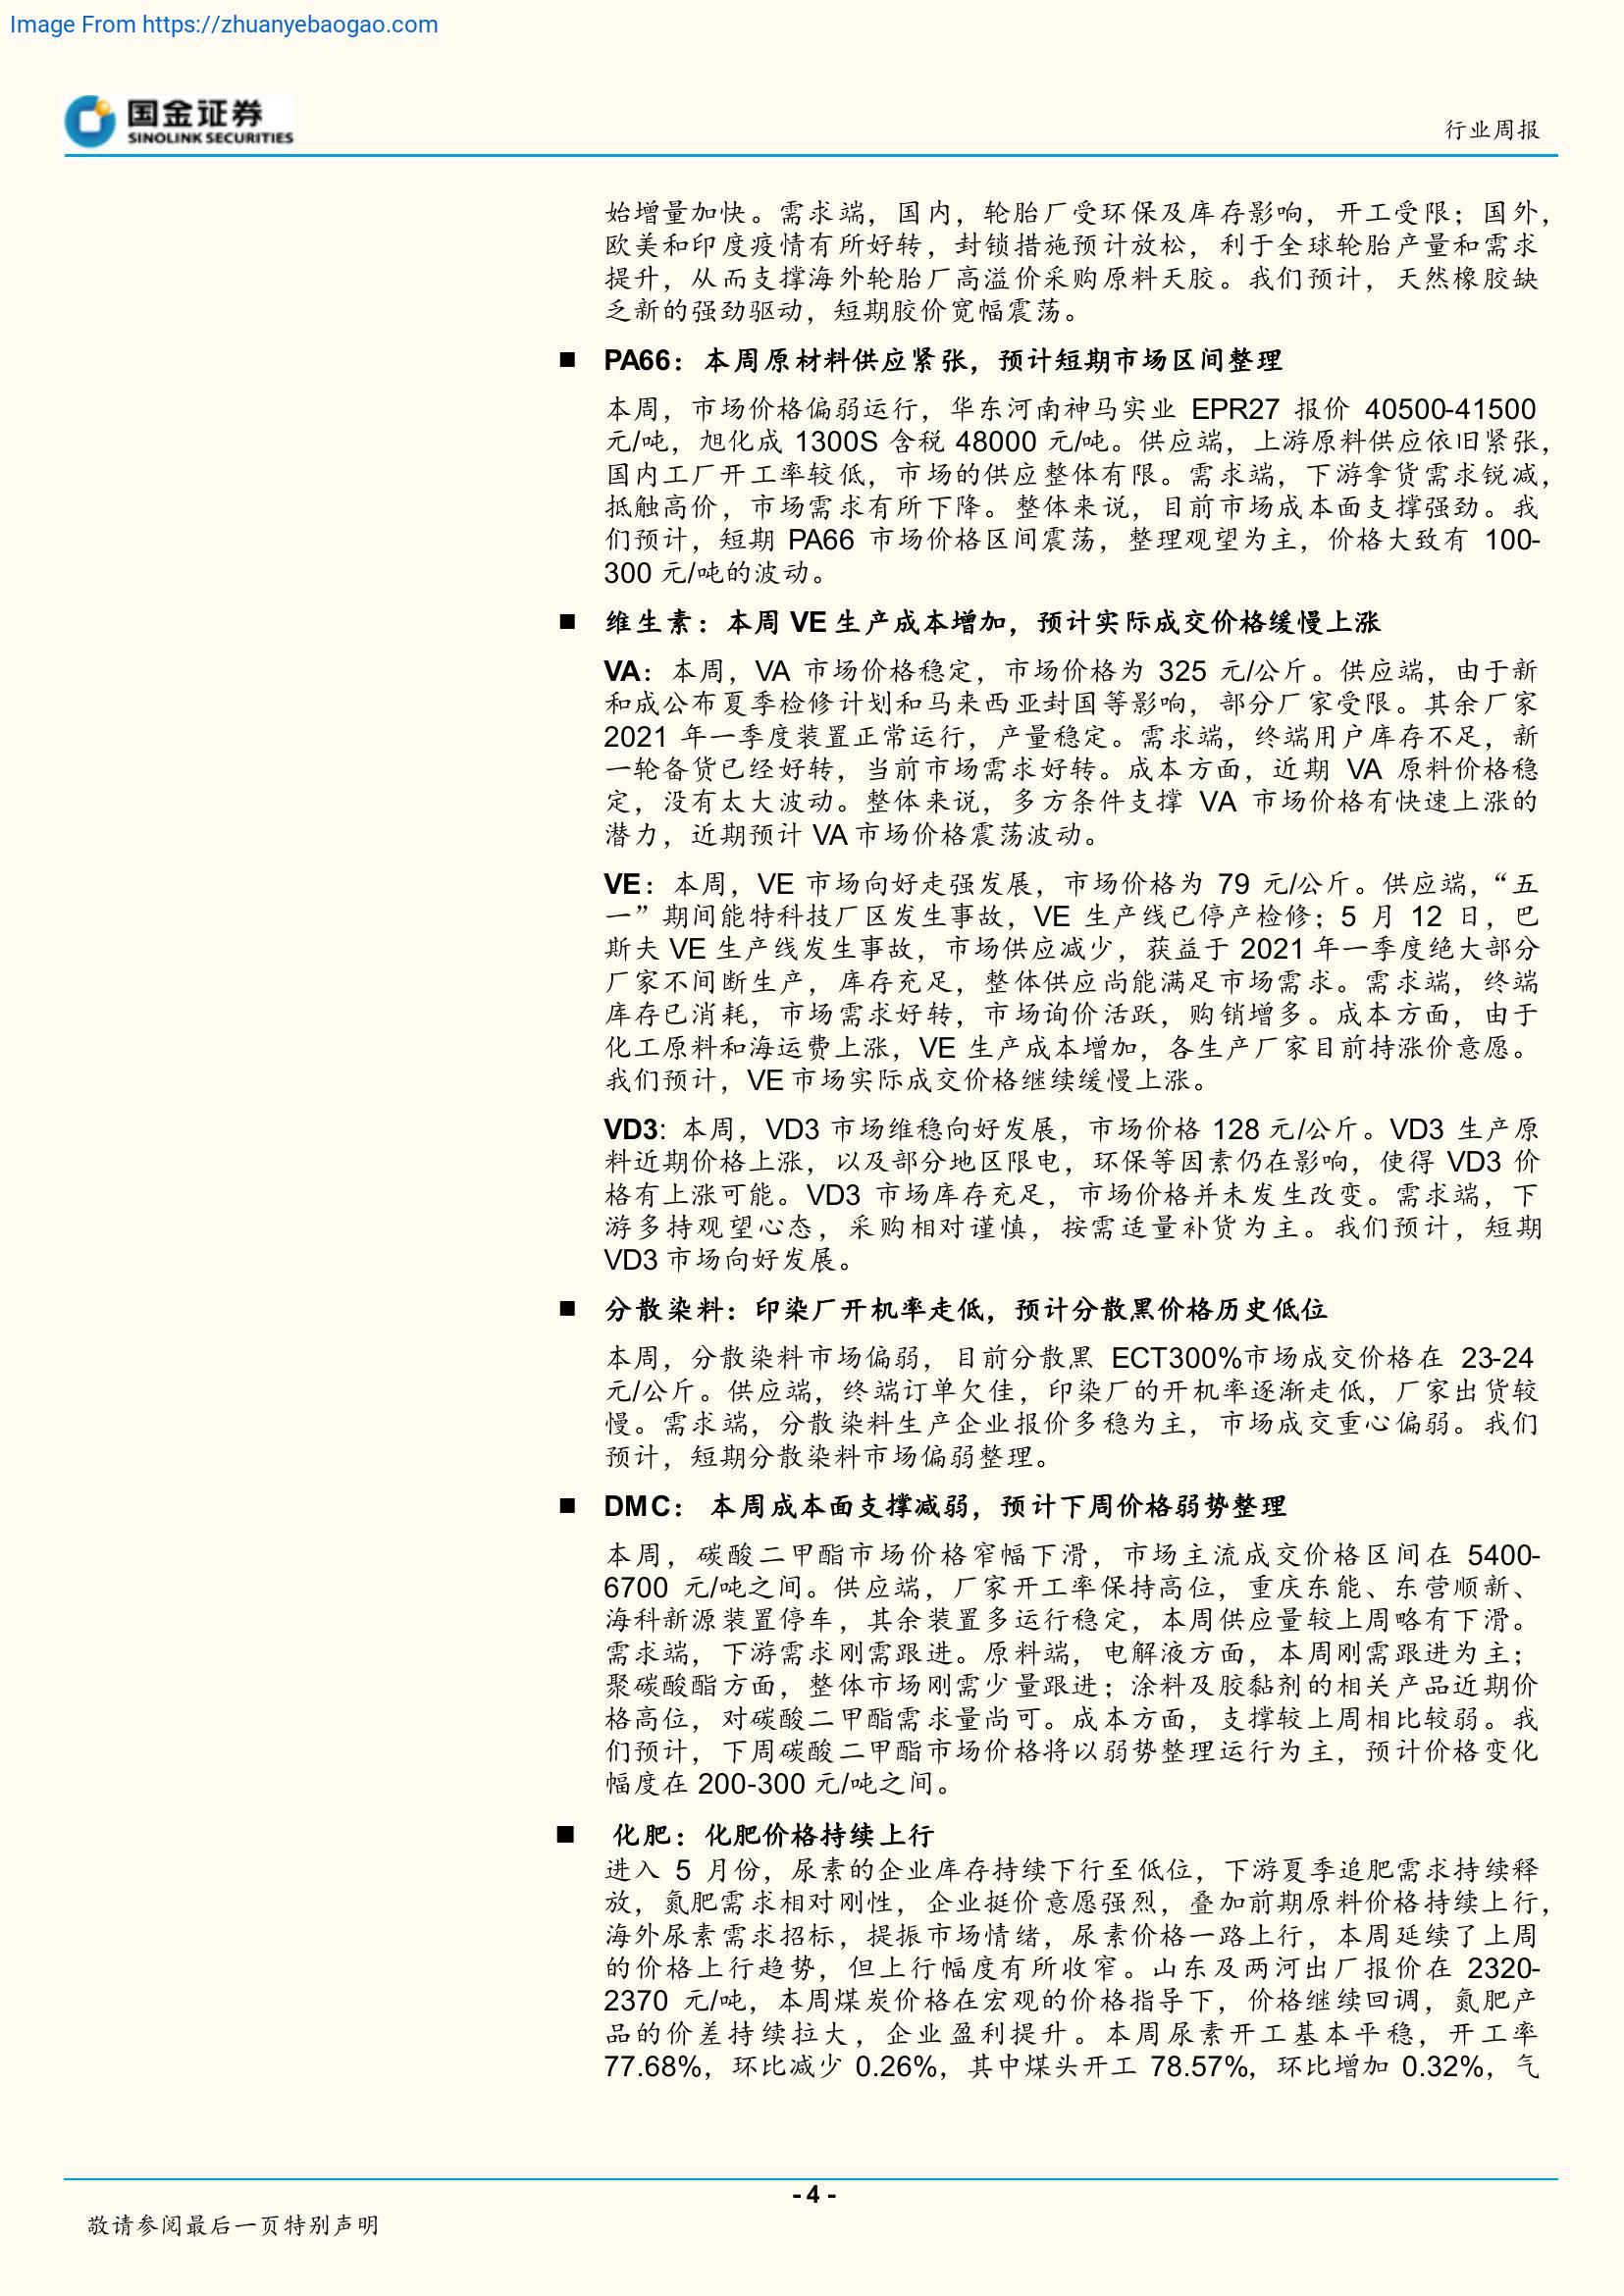 Image From https://zhuanyebaogao.com
国金证券
SINOLINK SECURITIES
行业周报
始增量加快。需求端，国内，轮胎厂受环保及库存影响，开工受限；国外，
欧美和印度疫情有所好转，封锁措施预计放松，利于全球轮胎产量和需求
提升，从而支撑海外轮胎厂高溢价采购原料天胶。我们预计，天然橡胶缺
乏新的强劲驱动，短期胶价宽幅震荡。
■ PA66：本周原材料供应紧张，预计短期市场区间整理
本周，市场价格偏弱运行，华东河南神马实业 EPR27 报价 40500-41500
元/吨，旭化成 1300S 含税 48000 元/吨。供应端，上游原料供应依旧紧张，
国内工厂开工率较低，市场的供应整体有限。需求端，下游拿货需求锐减，
抵触高价，市场需求有所下降。整体来说，目前市场成本面支撑强劲。我
们预计，短期 PA66 市场价格区间震荡，整理观望为主，价格大致有 100-
300 元/吨的波动。
■ 维生素：本周 VE 生产成本增加，预计实际成交价格缓慢上涨
VA：本周，VA 市场价格稳定，市场价格为 325 元/公斤。供应端，由于新
和成公布夏季检修计划和马来西亚封国等影响，部分厂家受限。其余厂家
2021 年一季度装置正常运行，产量稳定。需求端，终端用户库存不足，新
一轮备货已经好转，当前市场需求好转。成本方面，近期 VA 原料价格稳
定，没有太大波动。整体来说，多方条件支撑 VA 市场价格有快速上涨的
潜力，近期预计 VA 市场价格震荡波动。
VE：本周，VE 市场向好走强发展，市场价格为 79 元/公斤。供应端，“五
一”期间能特科技厂区发生事故，VE 生产线已停产检修；5 月 12 日，巴
斯夫 VE 生产线发生事故，市场供应减少，获益于 2021 年一季度绝大部分
厂家不间断生产，库存充足，整体供应尚能满足市场需求。需求端，终端
库存已消耗，市场需求好转，市场询价活跃，购销增多。成本方面，由于
化工原料和海运费上涨，VE 生产成本增加，各生产厂家目前持涨价意愿。
我们预计，VE 市场实际成交价格继续缓慢上涨。
VD3: 本周，VD3 市场维稳向好发展，市场价格 128 元/公斤。VD3 生产原
料近期价格上涨，以及部分地区限电，环保等因素仍在影响，使得 VD3 价
格有上涨可能。VD3 市场库存充足，市场价格并未发生改变。需求端，下
游多持观望心态，采购相对谨慎，按需适量补货为主。我们预计，短期
VD3 市场向好发展。
■ 分散染料：印染厂开机率走低，预计分散黑价格历史低位
本周，分散染料市场偏弱，目前分散黑 ECT300%市场成交价格在 23-24
元/公斤。供应端，终端订单欠佳，印染厂的开机率逐渐走低，厂家出货较
慢。需求端，分散染料生产企业报价多稳为主，市场成交重心偏弱。我们
预计，短期分散染料市场偏弱整理。
■ DMC： 本周成本面支撑减弱，预计下周价格弱势整理
本周，碳酸二甲酯市场价格窄幅下滑，市场主流成交价格区间在 5400-
6700 元/吨之间。供应端，厂家开工率保持高位，重庆东能、东营顺新、
海科新源装置停车，其余装置多运行稳定，本周供应量较上周略有下滑。
需求端，下游需求刚需跟进。原料端，电解液方面，本周刚需跟进为主；
聚碳酸酯方面，整体市场刚需少量跟进；涂料及胶黏剂的相关产品近期价
格高位，对碳酸二甲酯需求量尚可。成本方面，支撑较上周相比较弱。我
们预计，下周碳酸二甲酯市场价格将以弱势整理运行为主，预计价格变化
幅度在 200-300 元/吨之间。
■ 化肥：化肥价格持续上行
进入 5 月份，尿素的企业库存持续下行至低位，下游夏季追肥需求持续释
放，氮肥需求相对刚性，企业挺价意愿强烈，叠加前期原料价格持续上行，
海外尿素需求招标，提振市场情绪，尿素价格一路上行，本周延续了上周
的价格上行趋势，但上行幅度有所收窄。山东及两河出厂报价在 2320-
2370 元/吨，本周煤炭价格在宏观的价格指导下，价格继续回调，氮肥产
品的价差持续拉大，企业盈利提升。本周尿素开工基本平稳，开工率
77.68%，环比减少 0.26%，其中煤头开工 78.57%，环比增加 0.32%，气
- 4 -
敬请参阅最后一页特别声明